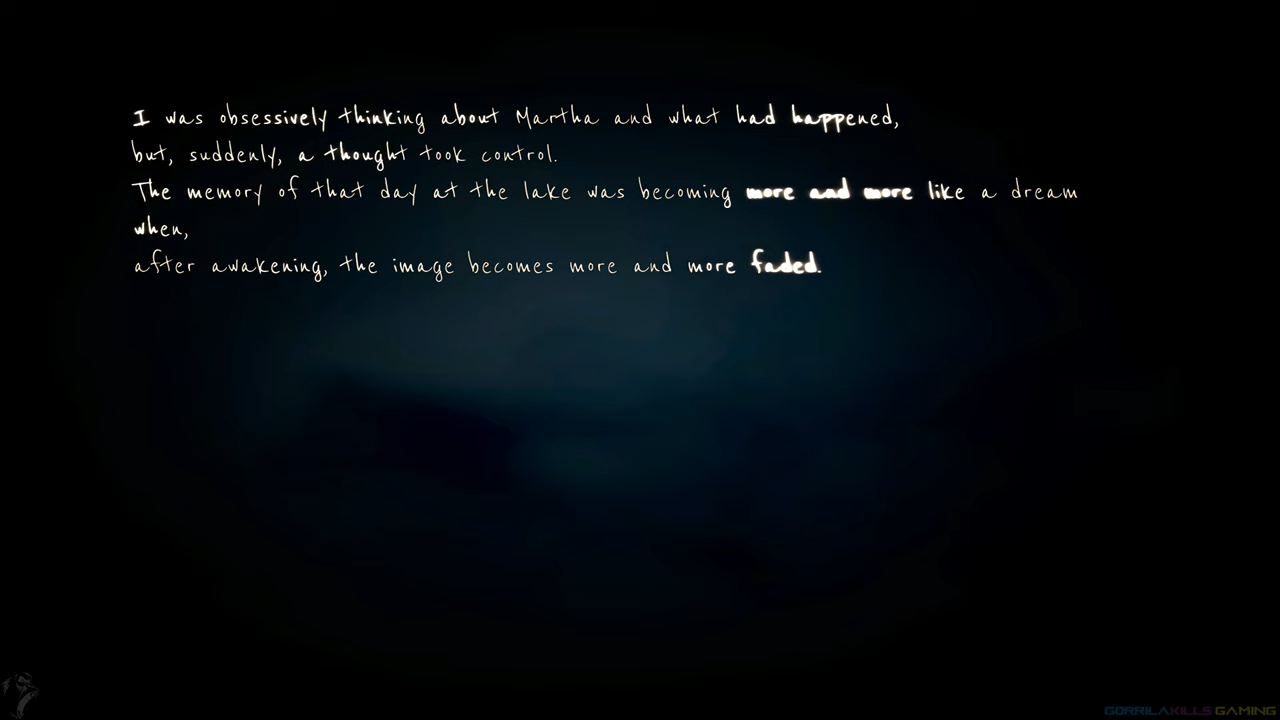 I was obsessively thinking about Martha and what had happened,
but, suddenly, a thought took control.
The memory of that day at the lake was becoming more and more like a dream
when,
after awakening, the image becomes more and more faded.
GORRILAKILLS GAMING